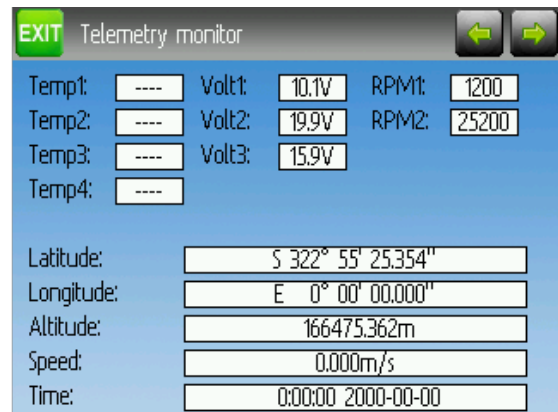 EXIT Telemetry monitor
Temp1: ---- Volt1: 10.1V RPM1: 1200
Temp2: ---- Volt2: 19.9V RPM2: 25200
Temp3: ---- Volt3: 15.9V
Temp4: ----
Latitude: S 322° 55' 25.354"
Longitude: E 0° 00' 00.000"
Altitude: 166475.362m
Speed: 0.000m/s
Time: 0:00:00 2000-00-00